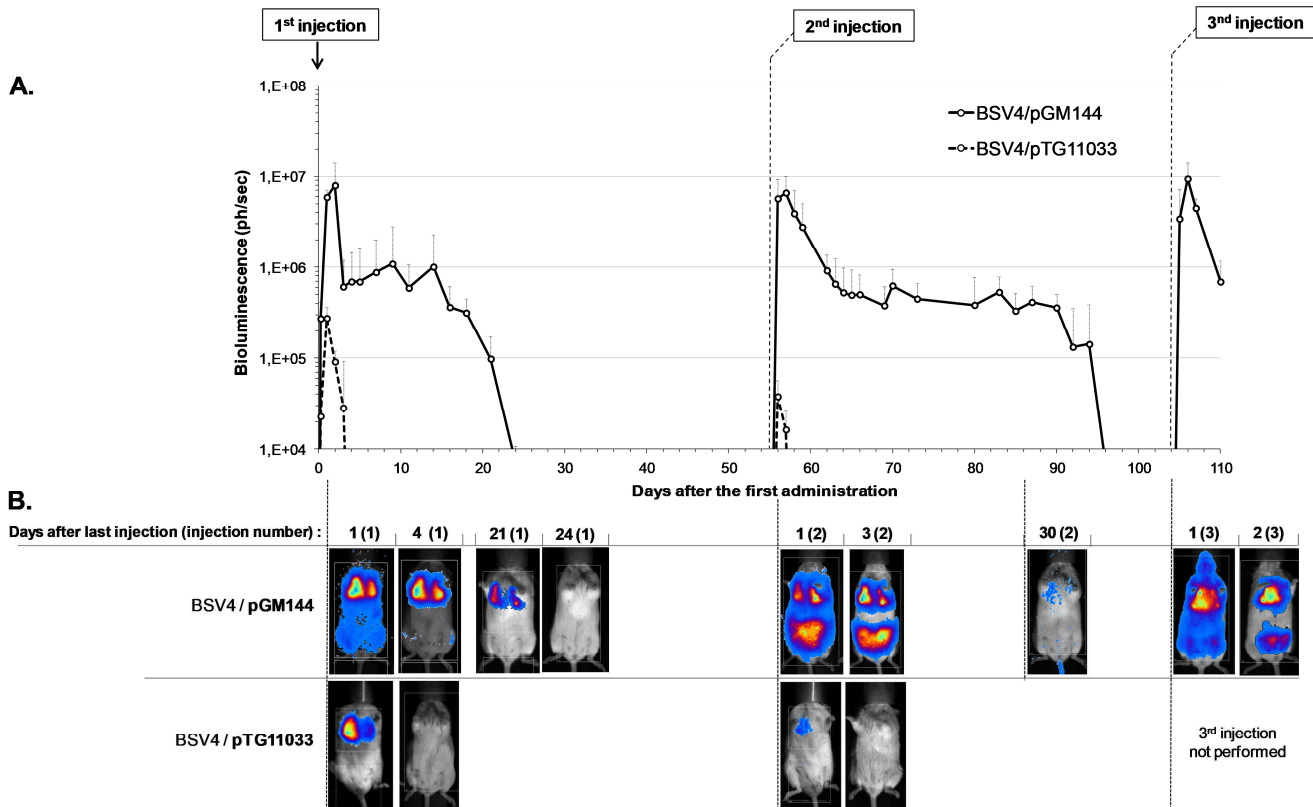 1st injection
2nd injection
3nd injection
A.
1,E+08
1,E+07
1,E+06
1,E+05
1,E+04
Bioluminescence (ph/sec)
BSV4/pGM144
BSV4/pTG11033
0 10 20 30 40 50 60 70 80 90 100 110
Days after the first administration
B.
Days after last injection (injection number) : 1 (1) 4 (1) 21 (1) 24 (1) 1 (2) 3 (2) 30 (2) 1 (3) 2 (3)
BSV4 / pGM144
BSV4 / pTG11033
3rd injection
not performed